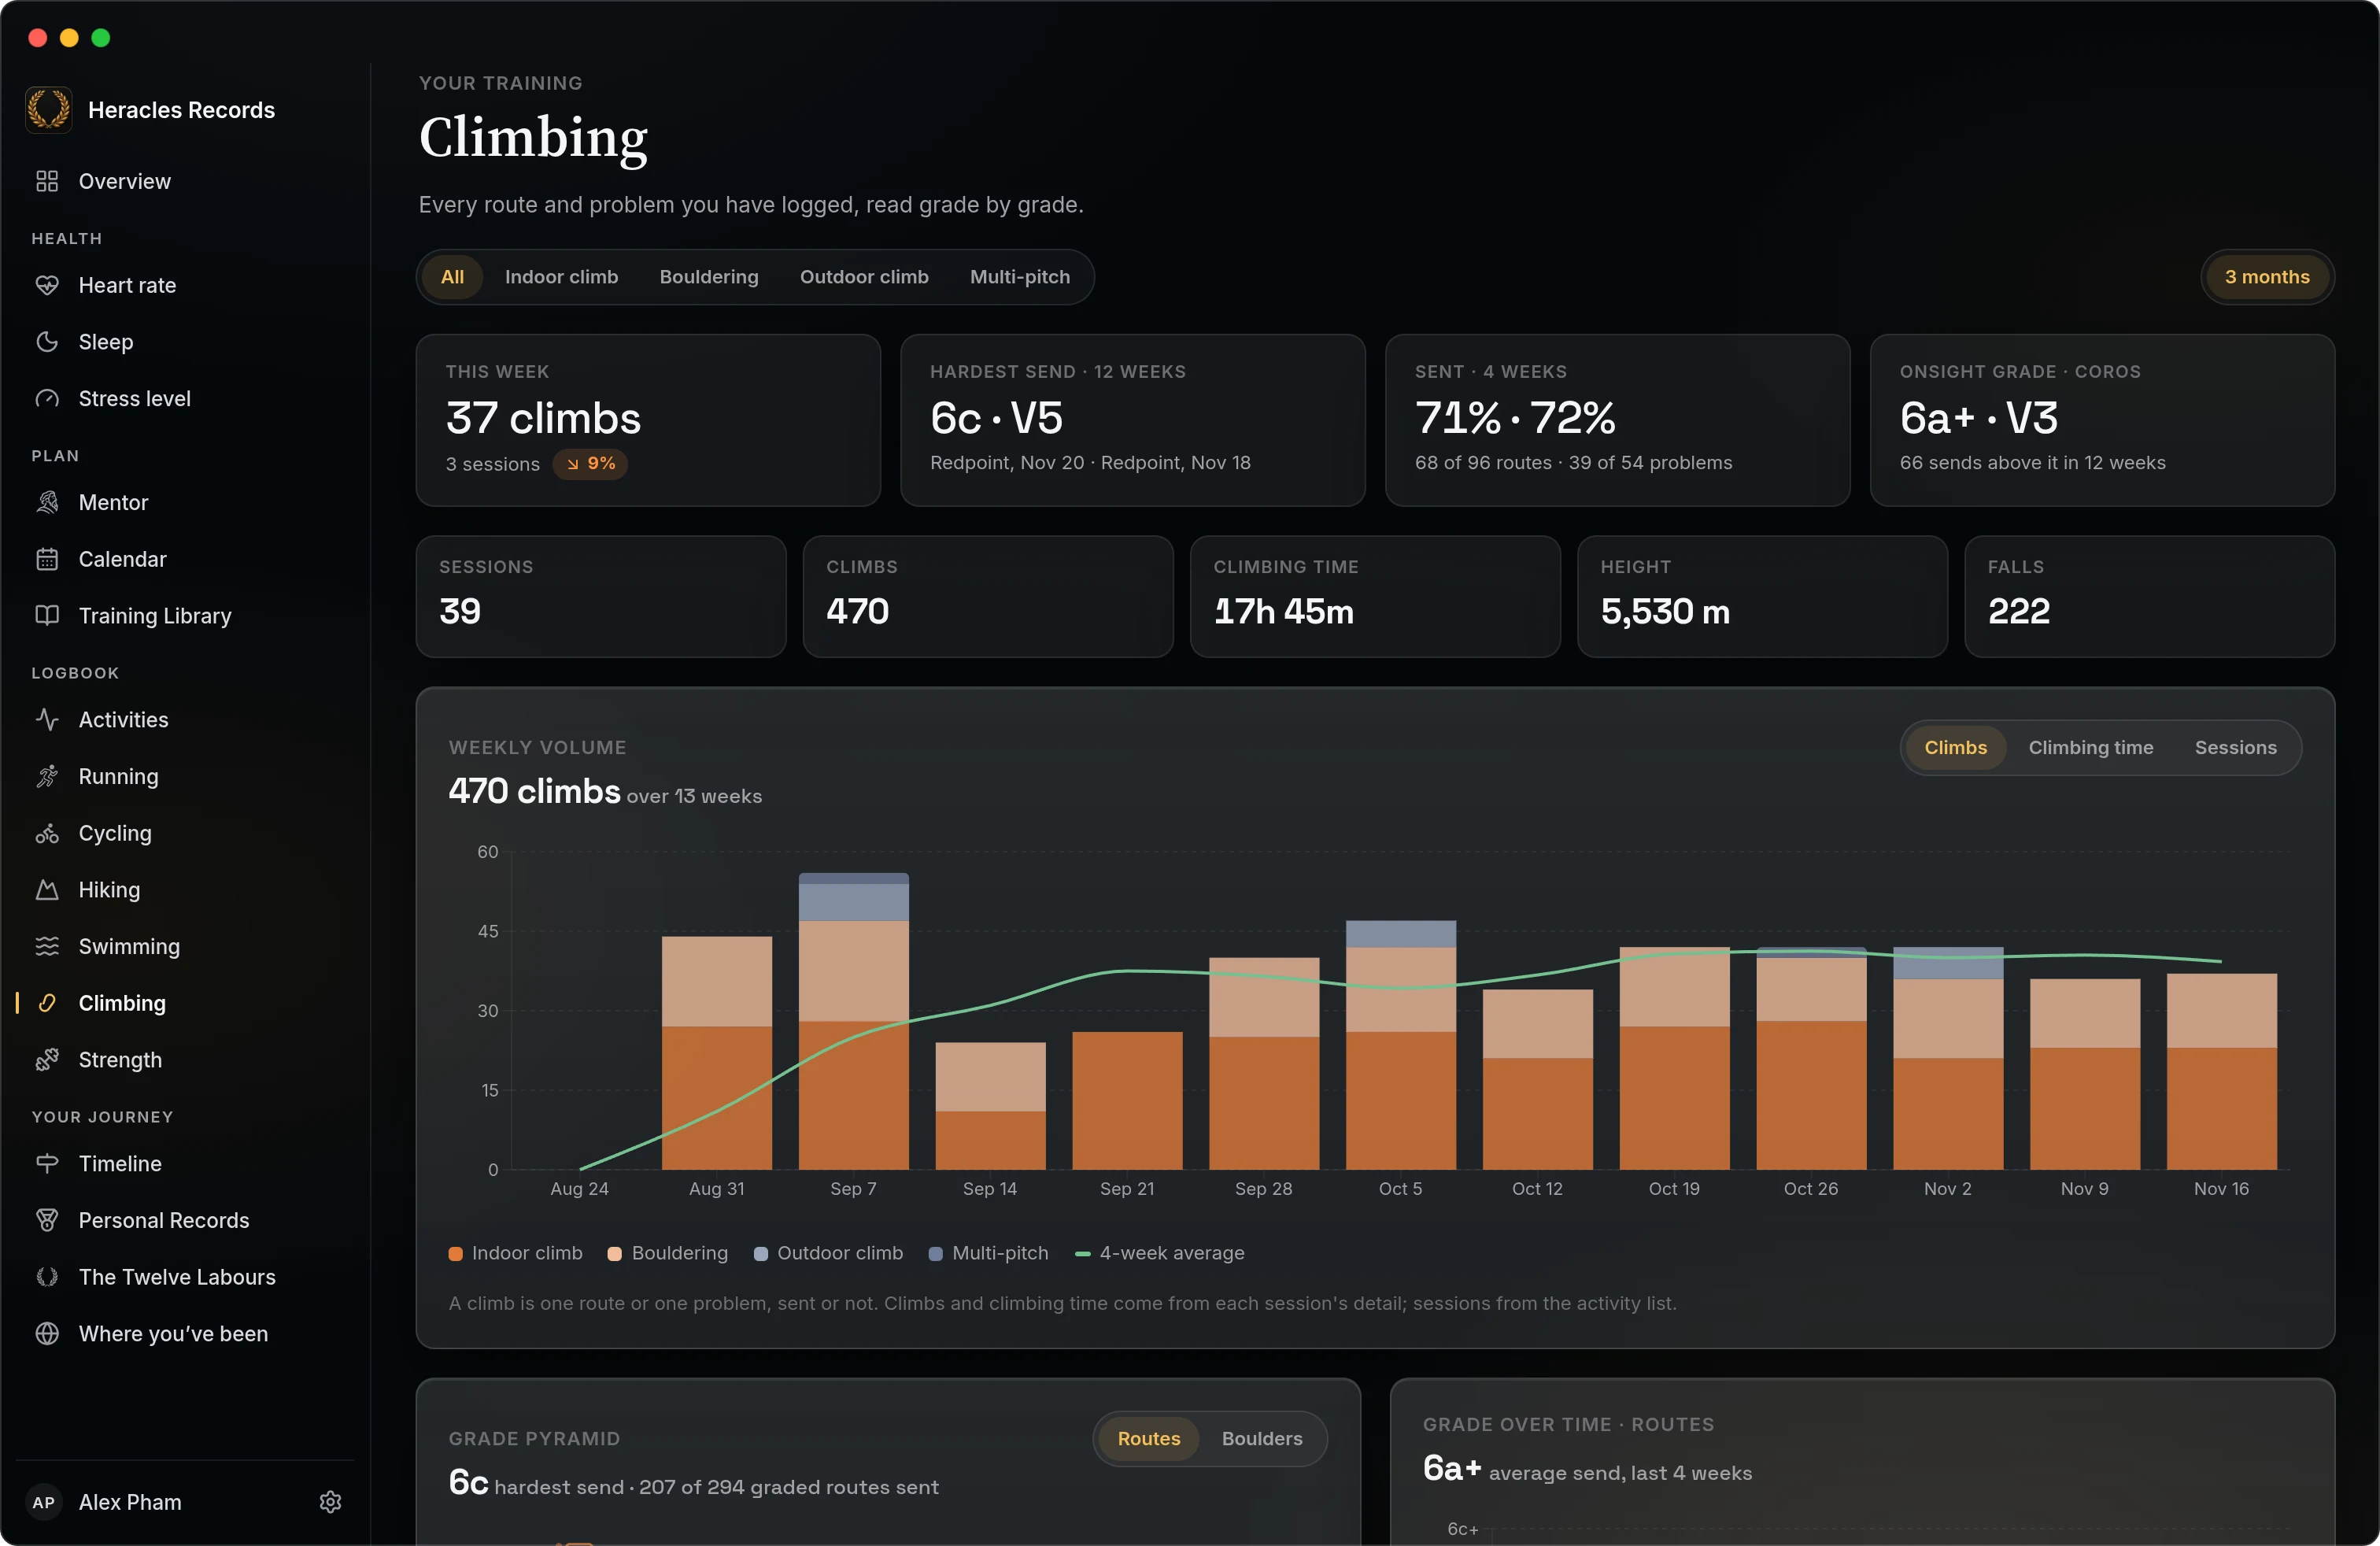 Heracles Records
Overview
HEALTH
Heart rate
Sleep
Stress level
PLAN
Mentor
Calendar
Training Library
LOGBOOK
Activities
Running
Cycling
Hiking
Swimming
Climbing
Strength
YOUR JOURNEY
Timeline
Personal Records
The Twelve Labours
Where you’ve been
AP Alex Pham
YOUR TRAINING
Climbing
Every route and problem you have logged, read grade by grade.
All Indoor climb Bouldering Outdoor climb Multi-pitch
3 months
THIS WEEK
37 climbs
3 sessions ↘ 9%
HARDEST SEND · 12 WEEKS
6c · V5
Redpoint, Nov 20 · Redpoint, Nov 18
SENT · 4 WEEKS
71% · 72%
68 of 96 routes · 39 of 54 problems
ONSIGHT GRADE · COROS
6a+ · V3
66 sends above it in 12 weeks
SESSIONS
39
CLIMBS
470
CLIMBING TIME
17h 45m
HEIGHT
5,530 m
FALLS
222
WEEKLY VOLUME
470 climbs over 13 weeks
Climbs Climbing time Sessions
60
45
30
15
0
Aug 24 Aug 31 Sep 7 Sep 14 Sep 21 Sep 28 Oct 5 Oct 12 Oct 19 Oct 26 Nov 2 Nov 9 Nov 16
Indoor climb Bouldering Outdoor climb Multi-pitch 4-week average
A climb is one route or one problem, sent or not. Climbs and climbing time come from each session's detail; sessions from the activity list.
GRADE PYRAMID
6c hardest send · 207 of 294 graded routes sent
Routes Boulders
GRADE OVER TIME · ROUTES
6a+ average send, last 4 weeks
6c+